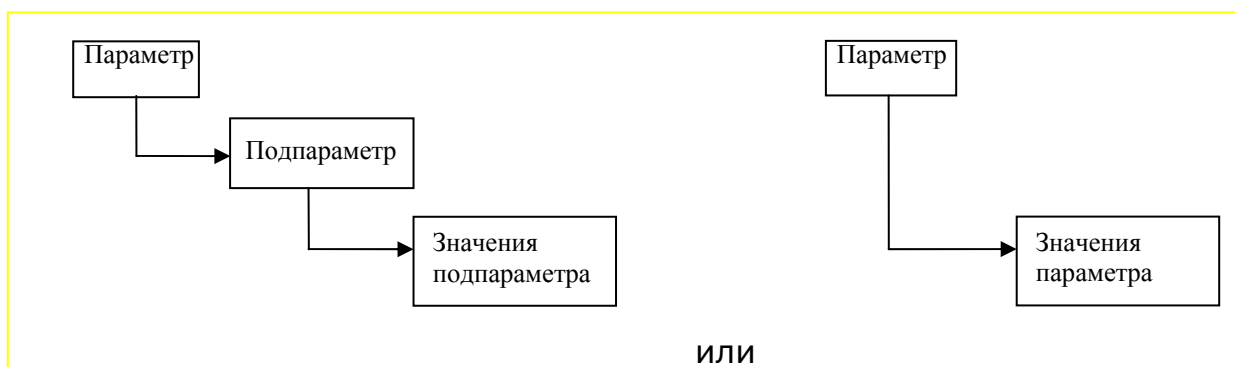 Параметр
Подпараметр
Значения
подпараметра
Параметр
Значения
параметра
или